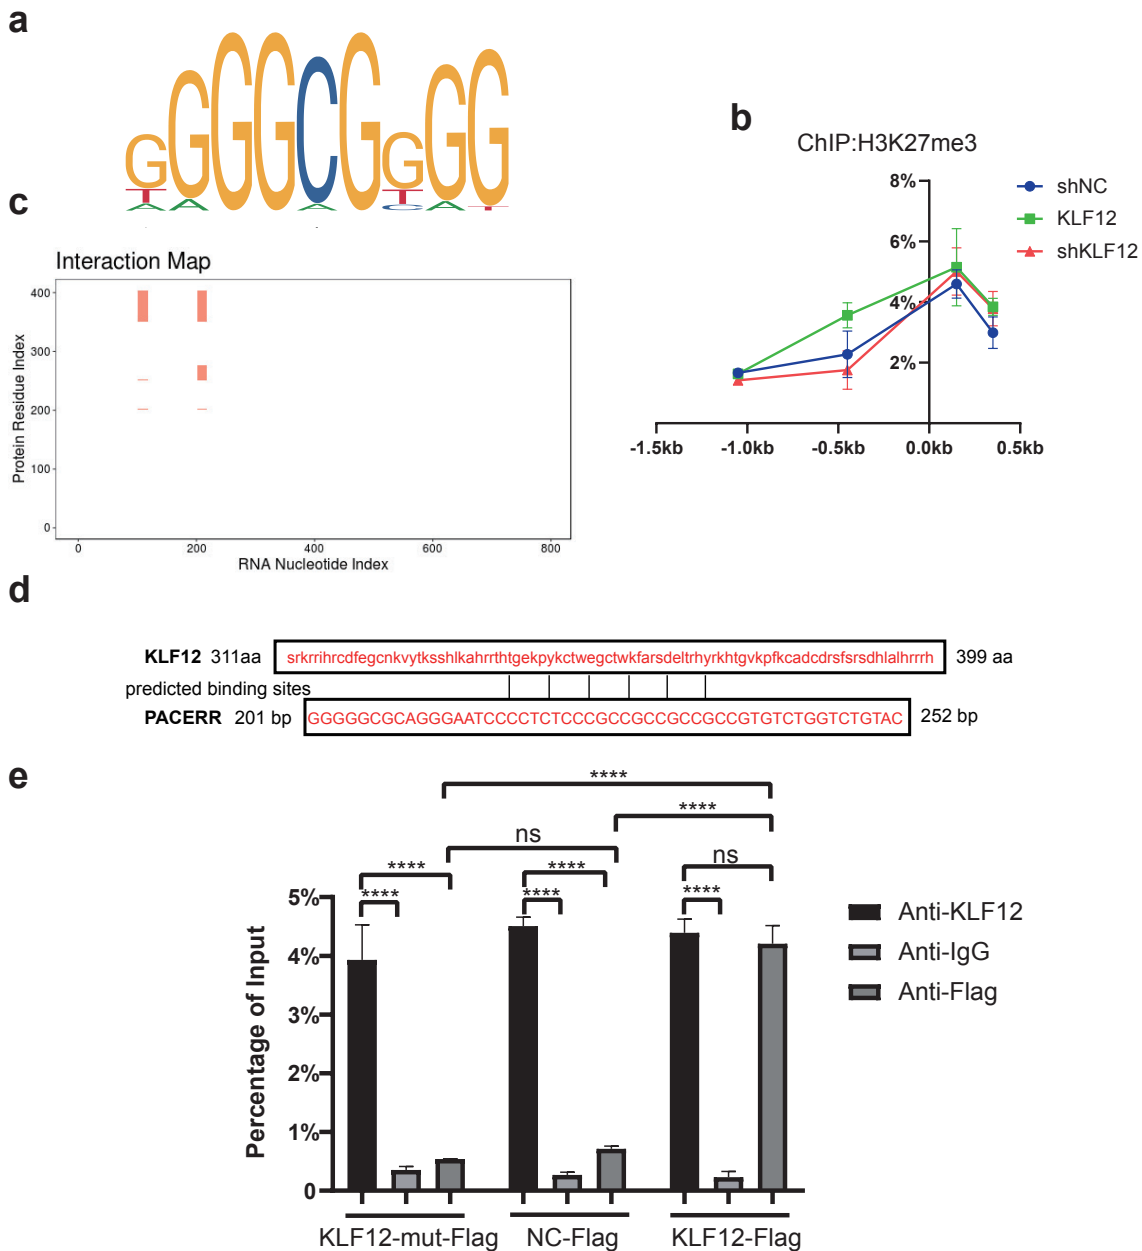 a
GGGGCGGGG
TA A A TC A T
b
ChIP:H3K27me3
8%
6%
4%
2%
-1.5kb -1.0kb -0.5kb 0.0kb 0.5kb
shNC
KLF12
shKLF12
c
Interaction Map
Protein Residue Index
400
300
200
100
0
0 200 400 600 800
RNA Nucleotide Index
d
KLF12 311aa srkrrihrcdfegcnkvytksshlkahrrthtgekpykctwegctwkfarsdeltrhyrkhtgvkpfkcadcdrsfsrsdhlalhrrrh 399 aa
predicted binding sites
PACERR 201 bp GGGGGCGCAGGGAATCCCCTCTCCCGCCGCCGCCGCCGTGTCTGGTCTGTAC 252 bp
e
****
****
ns
**** **** ns
**** **** ****
Percentage of Input
5%
4%
3%
2%
1%
0
KLF12-mut-Flag NC-Flag KLF12-Flag
Anti-KLF12
Anti-IgG
Anti-Flag